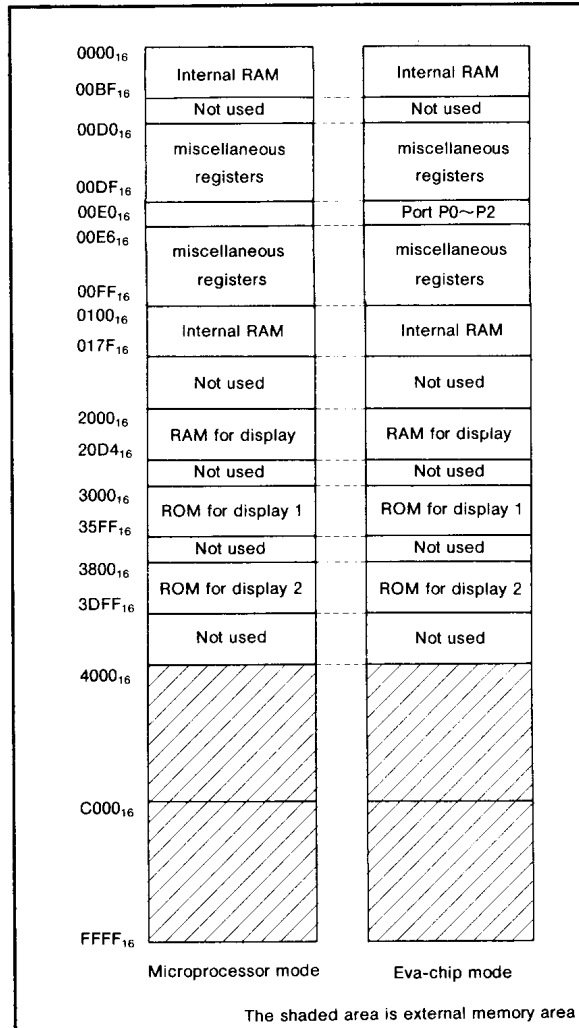 0000₁₆
Internal RAM Internal RAM
00BF₁₆
Not used Not used
00D0₁₆
miscellaneous miscellaneous
registers registers
00DF₁₆
00E0₁₆ Port P0～P2
00E6₁₆
miscellaneous miscellaneous
registers registers
00FF₁₆
0100₁₆
Internal RAM Internal RAM
017F₁₆
Not used Not used
2000₁₆
RAM for display RAM for display
20D4₁₆
Not used Not used
3000₁₆
ROM for display 1 ROM for display 1
35FF₁₆
Not used Not used
3800₁₆
ROM for display 2 ROM for display 2
3DFF₁₆
Not used Not used
4000₁₆
C000₁₆
FFFF₁₆
Microprocessor mode Eva-chip mode
The shaded area is external memory area